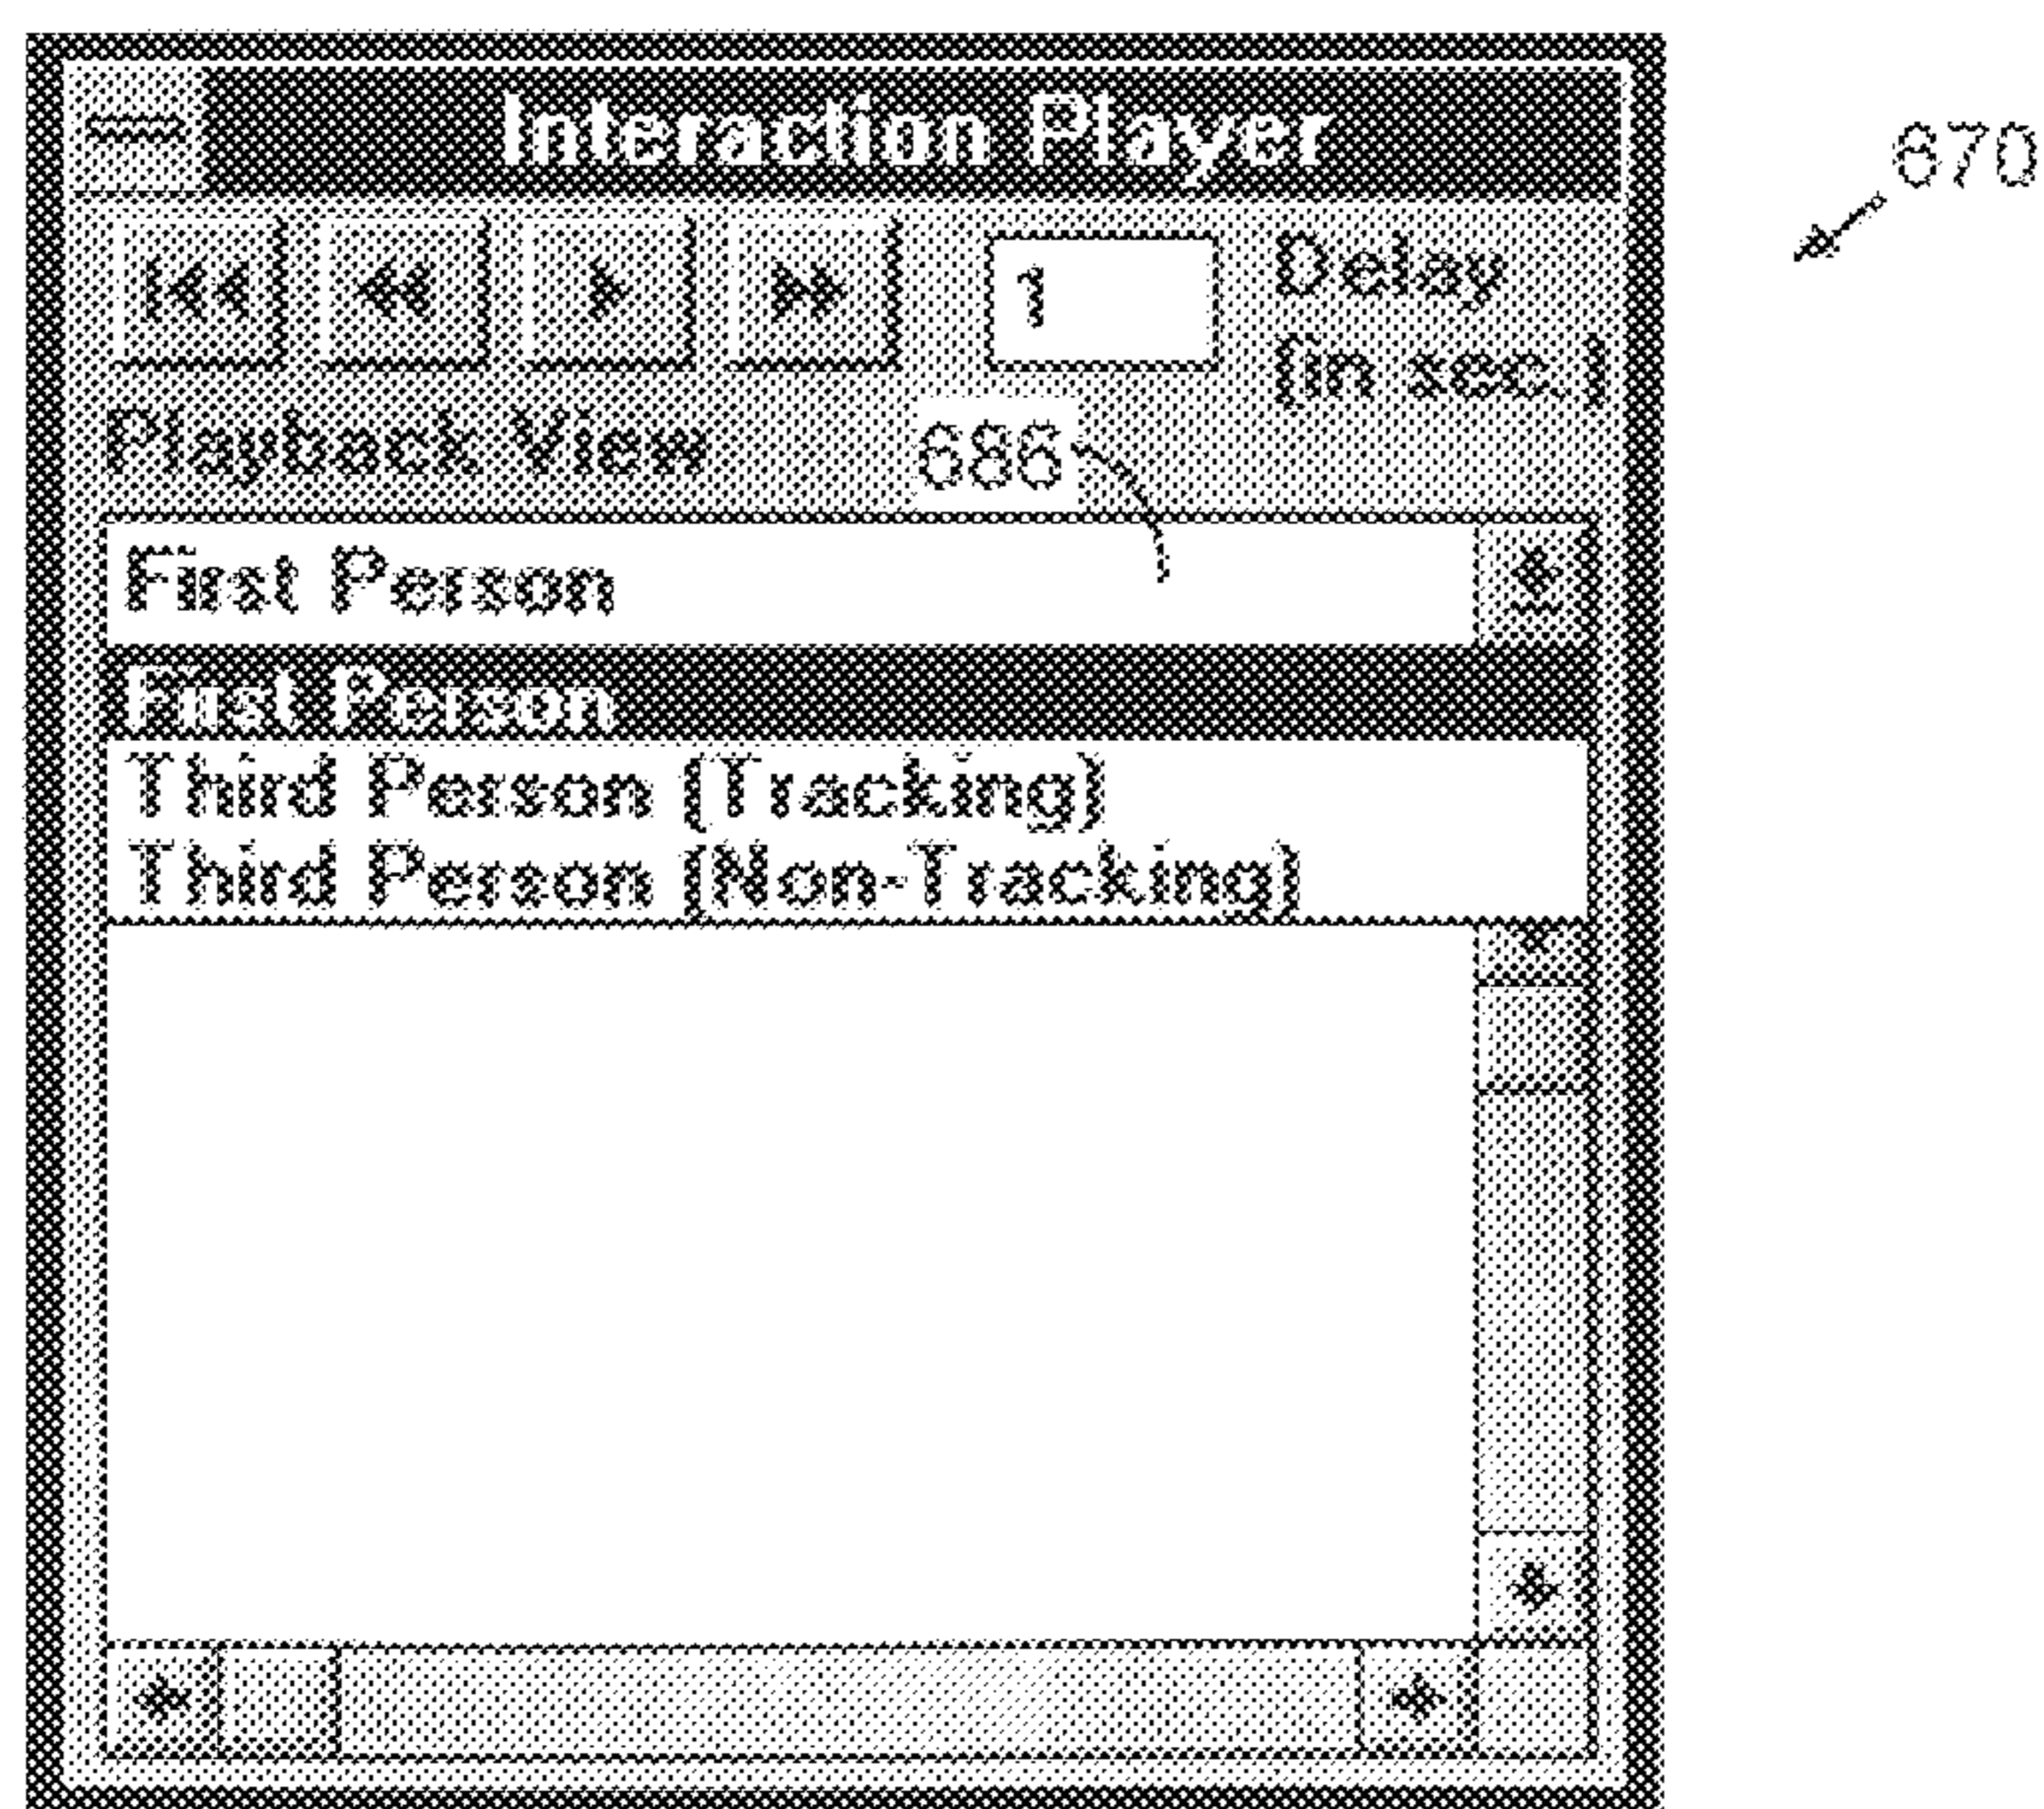 Interaction Player
670
1
Delay
(in sec.)
Playback View
686
First Person
First Person
Third Person (Tracking)
Third Person (Non-Tracking)